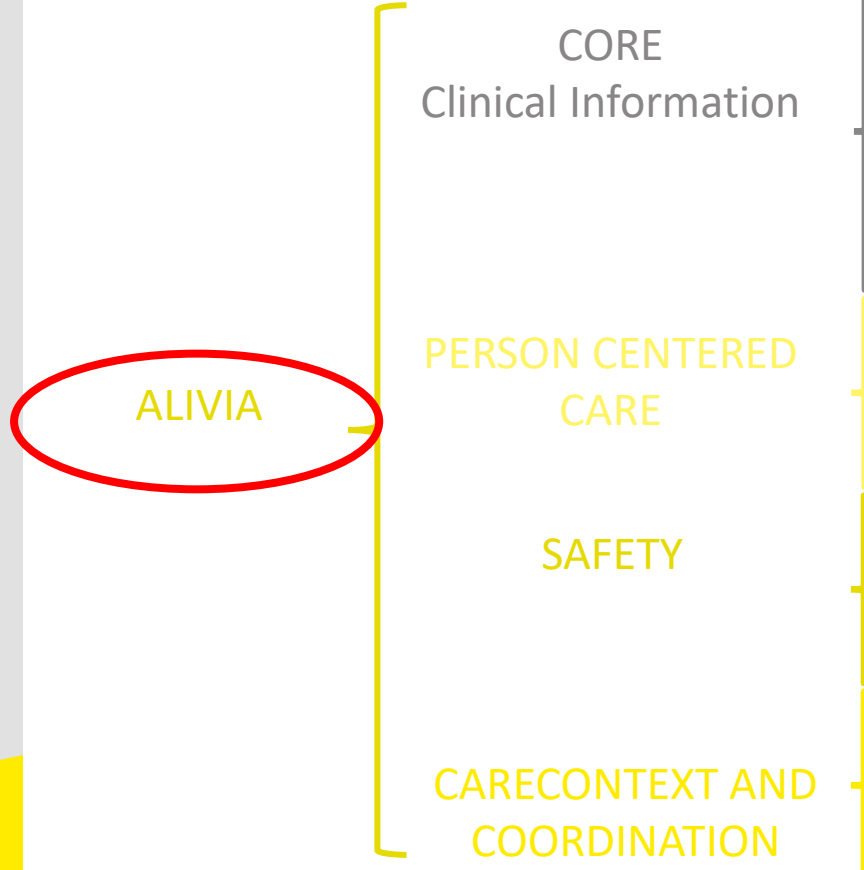 CORE
Clinical Information
PERSON CENTERED
CARE
ALIVIA
SAFETY
CARECONTEXT AND
COORDINATION